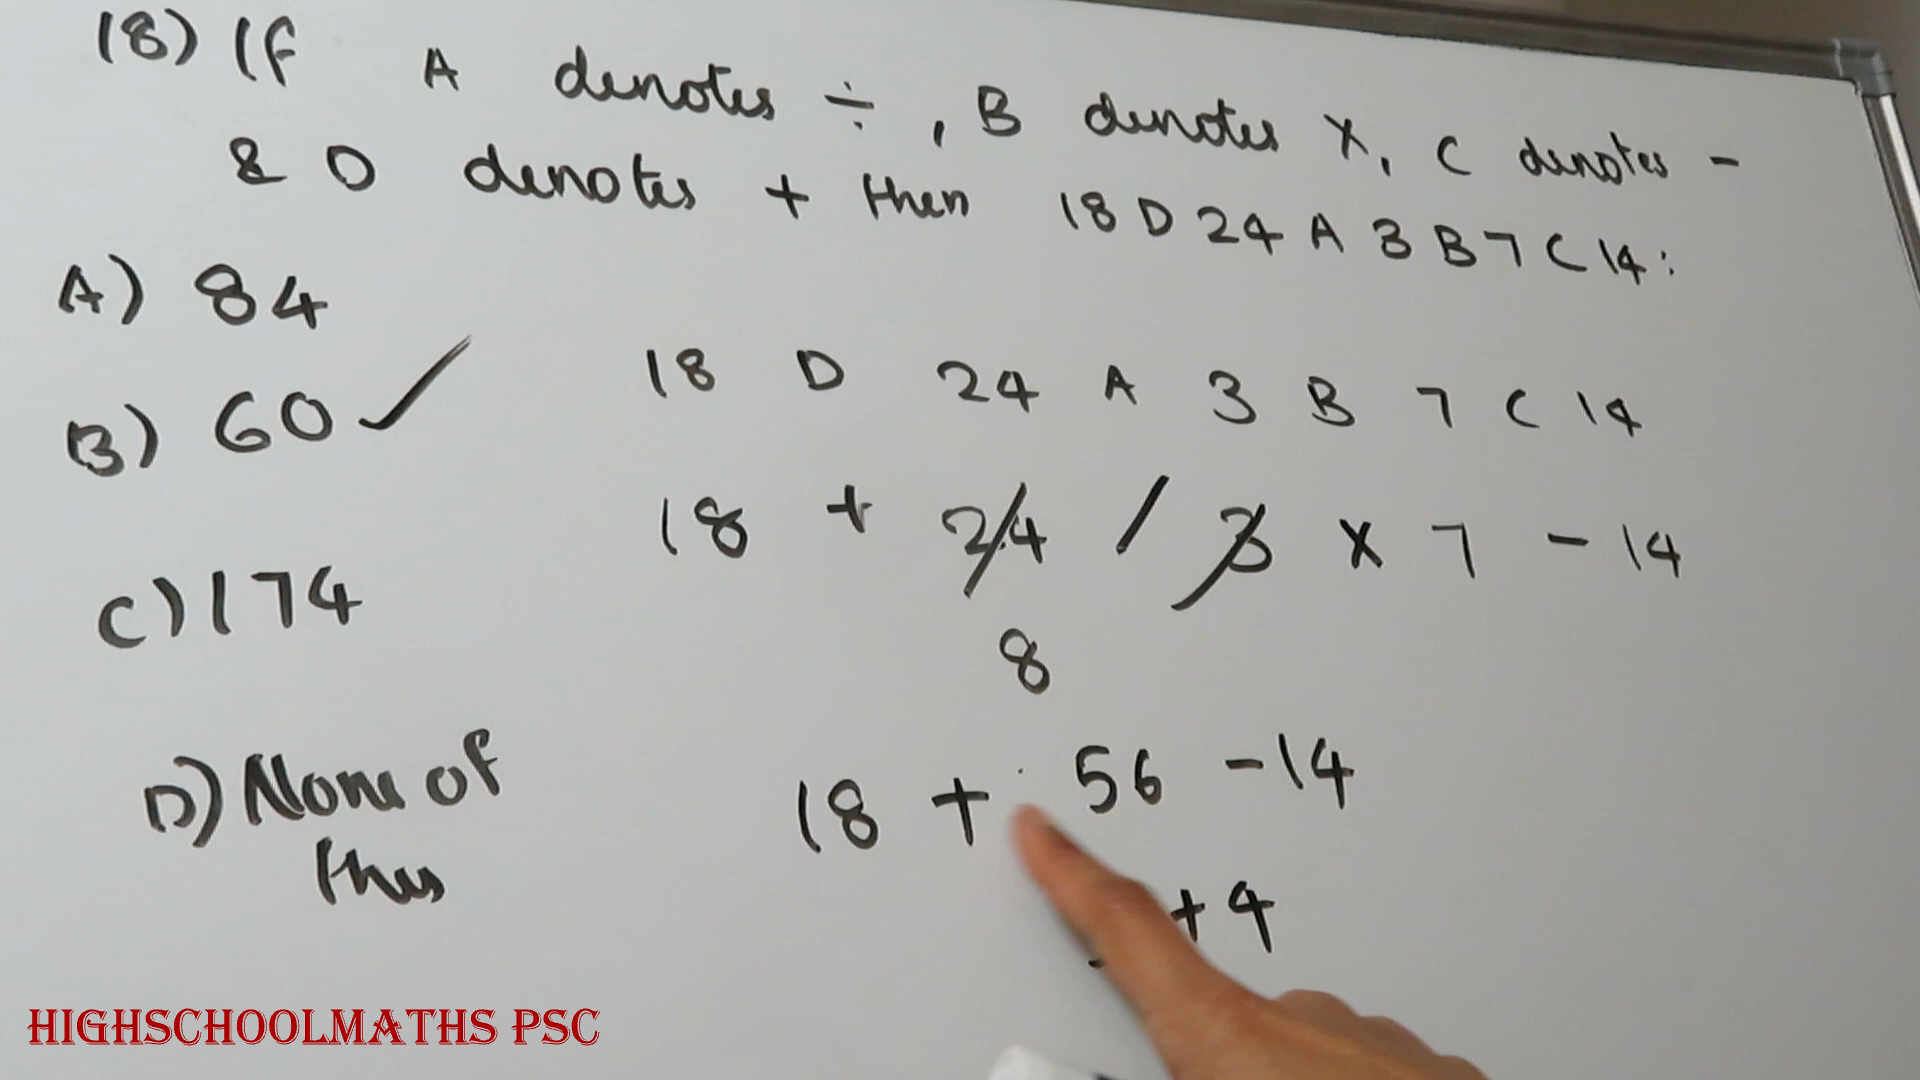 18) If A denotes ÷, B denotes ×, C denotes -
& D denotes + then 18 D 24 A 3 B 7 C 14:
A) 84
B) 60 ✓
C) 174
D) None of
this
18 D 24 A 3 B 7 C 14
18 + 24 / 3 × 7 - 14
8
18 + 56 - 14
+ 4
HIGHSCHOOLMATHS PSC